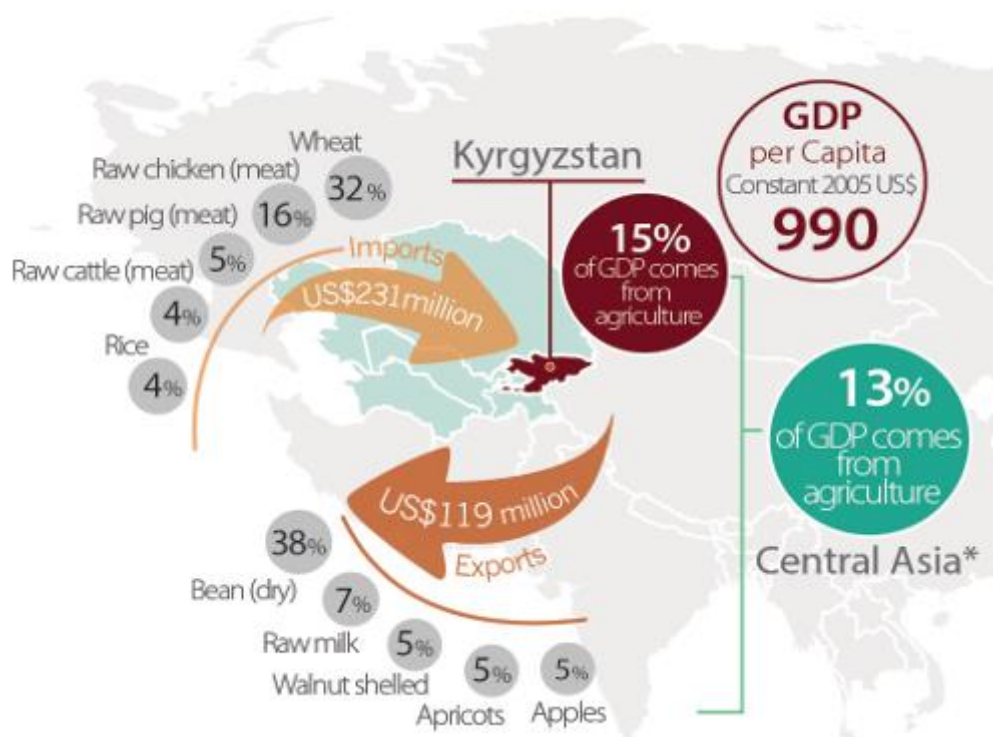 GDP
per Capita
Constant 2005 US$
990
Kyrgyzstan
15%
of GDP comes
from
agriculture
Wheat
32%
Raw chicken (meat)
16%
Raw pig (meat)
5%
Raw cattle (meat)
4%
Rice
4%
Imports
US$231 million
13%
of GDP comes
from
agriculture
Central Asia*
US$119 million
Exports
38%
Bean (dry)
7%
Raw milk
5%
Walnut shelled
5%
Apricots
5%
Apples